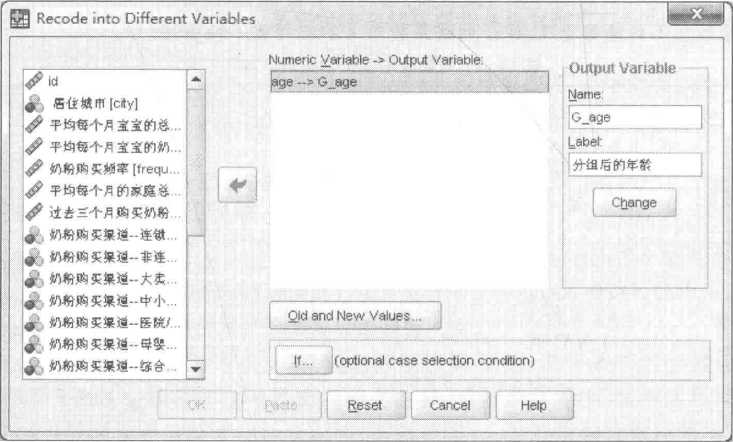 Recode into Different Variables
id
居住城市 [city]
平均每个月宝宝的总...
平均每个月宝宝的奶...
奶粉购买频率 [frequ...
平均每个月的家庭总...
过去三个月购买奶粉...
奶粉购买渠道--连锁...
奶粉购买渠道--非连...
奶粉购买渠道--大卖...
奶粉购买渠道--中小...
奶粉购买渠道--医院/...
奶粉购买渠道--母婴...
奶粉购买渠道--综合...
Numeric Variable -> Output Variable:
age --> G_age
Old and New Values...
If... (optional case selection condition)
Output Variable
Name:
G_age
Label:
分组后的年龄
Change
OK
Paste
Reset
Cancel
Help